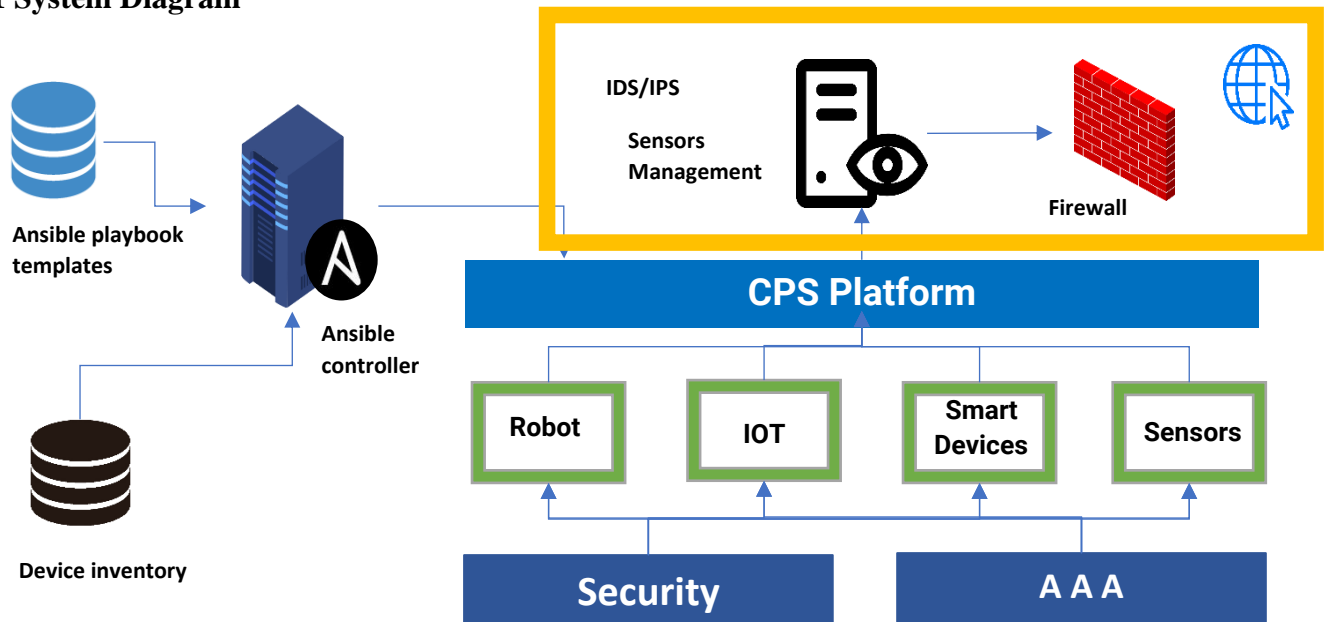 System Diagram
IDS/IPS
Sensors
Management
Firewall
Ansible playbook
templates
CPS Platform
Ansible
controller
Robot
IOT
Smart
Devices
Sensors
Device inventory
Security
A A A